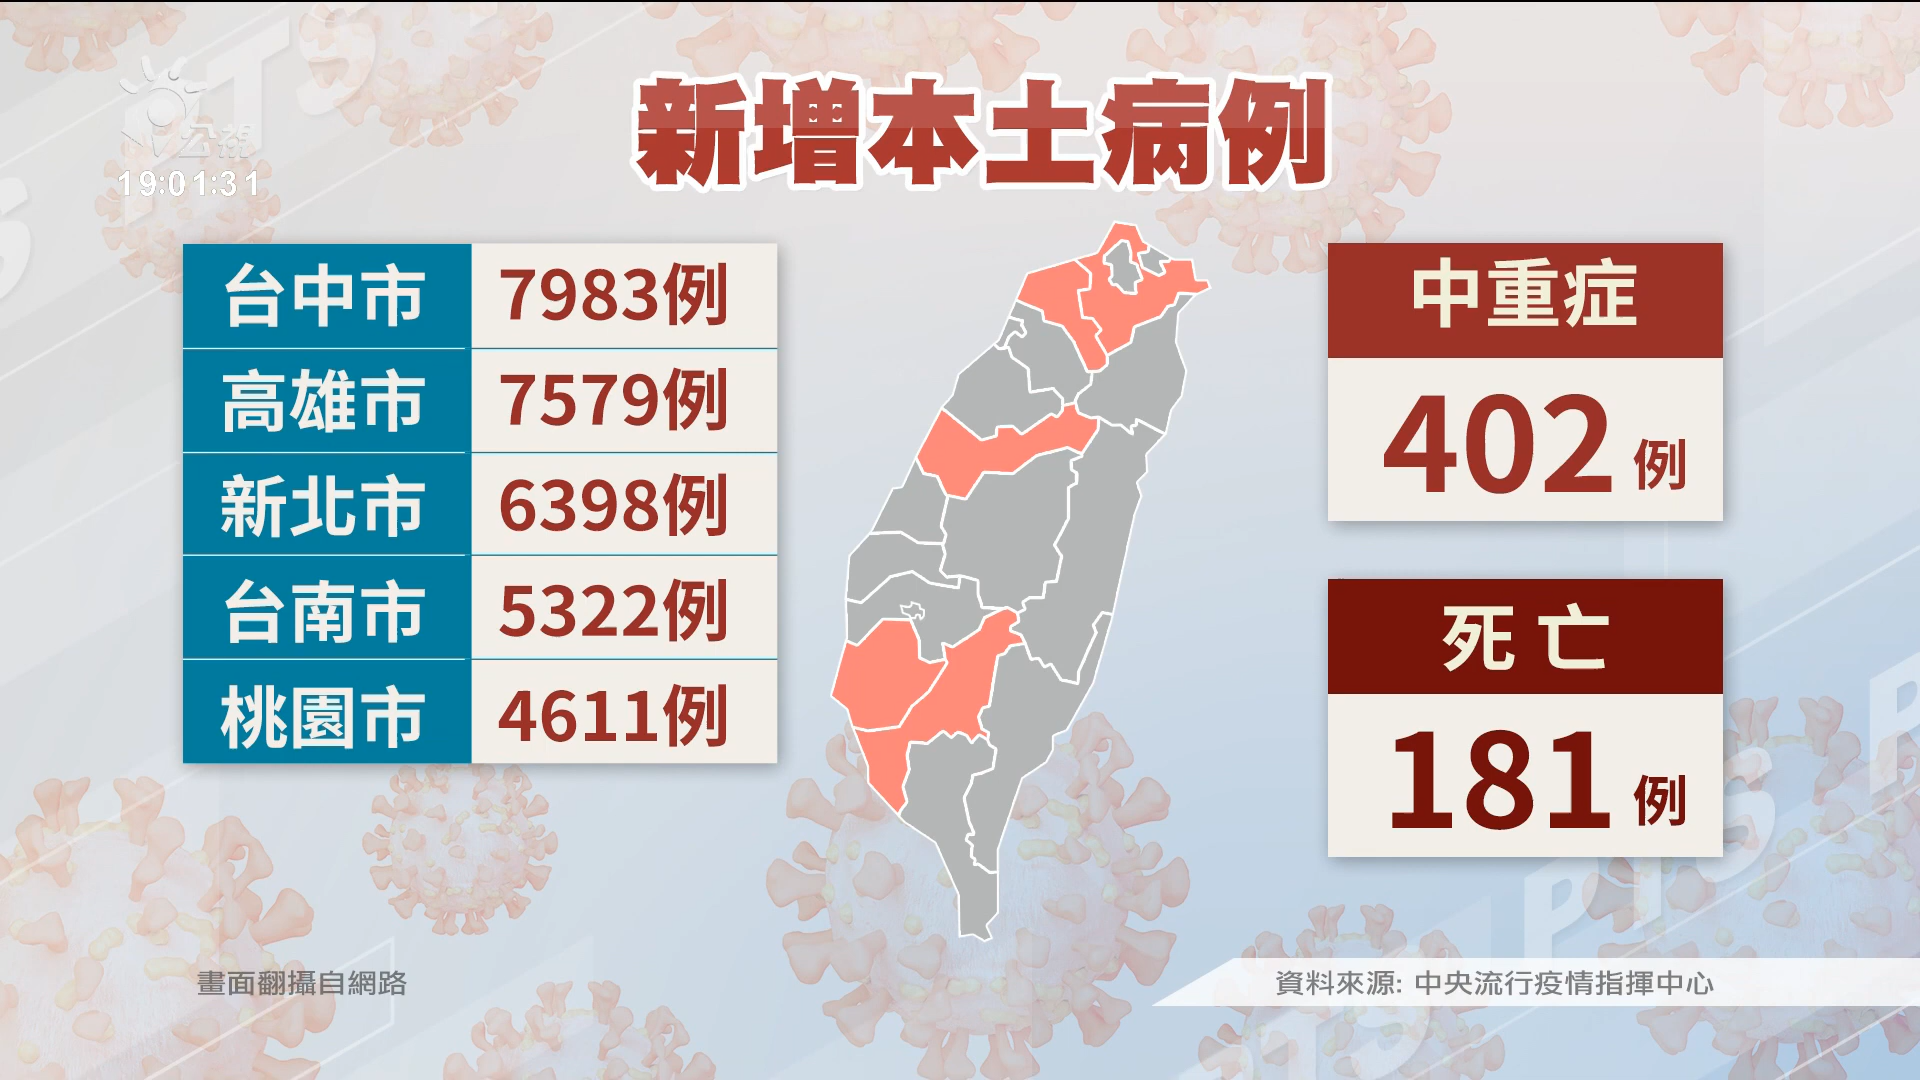 公視
19:01:31
新增本土病例
台中市 7983例
高雄市 7579例
新北市 6398例
台南市 5322例
桃園市 4611例
中重症
402例
死亡
181例
畫面翻攝自網路
資料來源: 中央流行疫情指揮中心
PTS